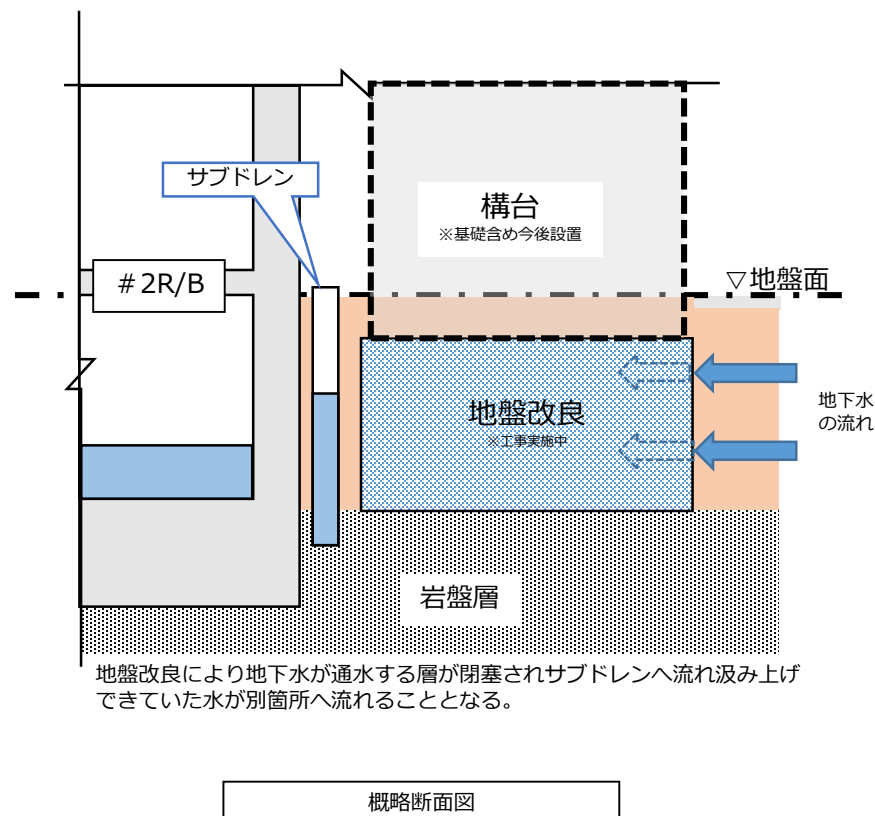 サブドレン
構台
※基礎含め今後設置
＃2R/B
▽地盤面
地盤改良
※工事実施中
地下水
の流れ
岩盤層
地盤改良により地下水が通水する層が閉塞されサブドレンへ流れ汲み上げ
できていた水が別箇所へ流れることとなる。
概略断面図